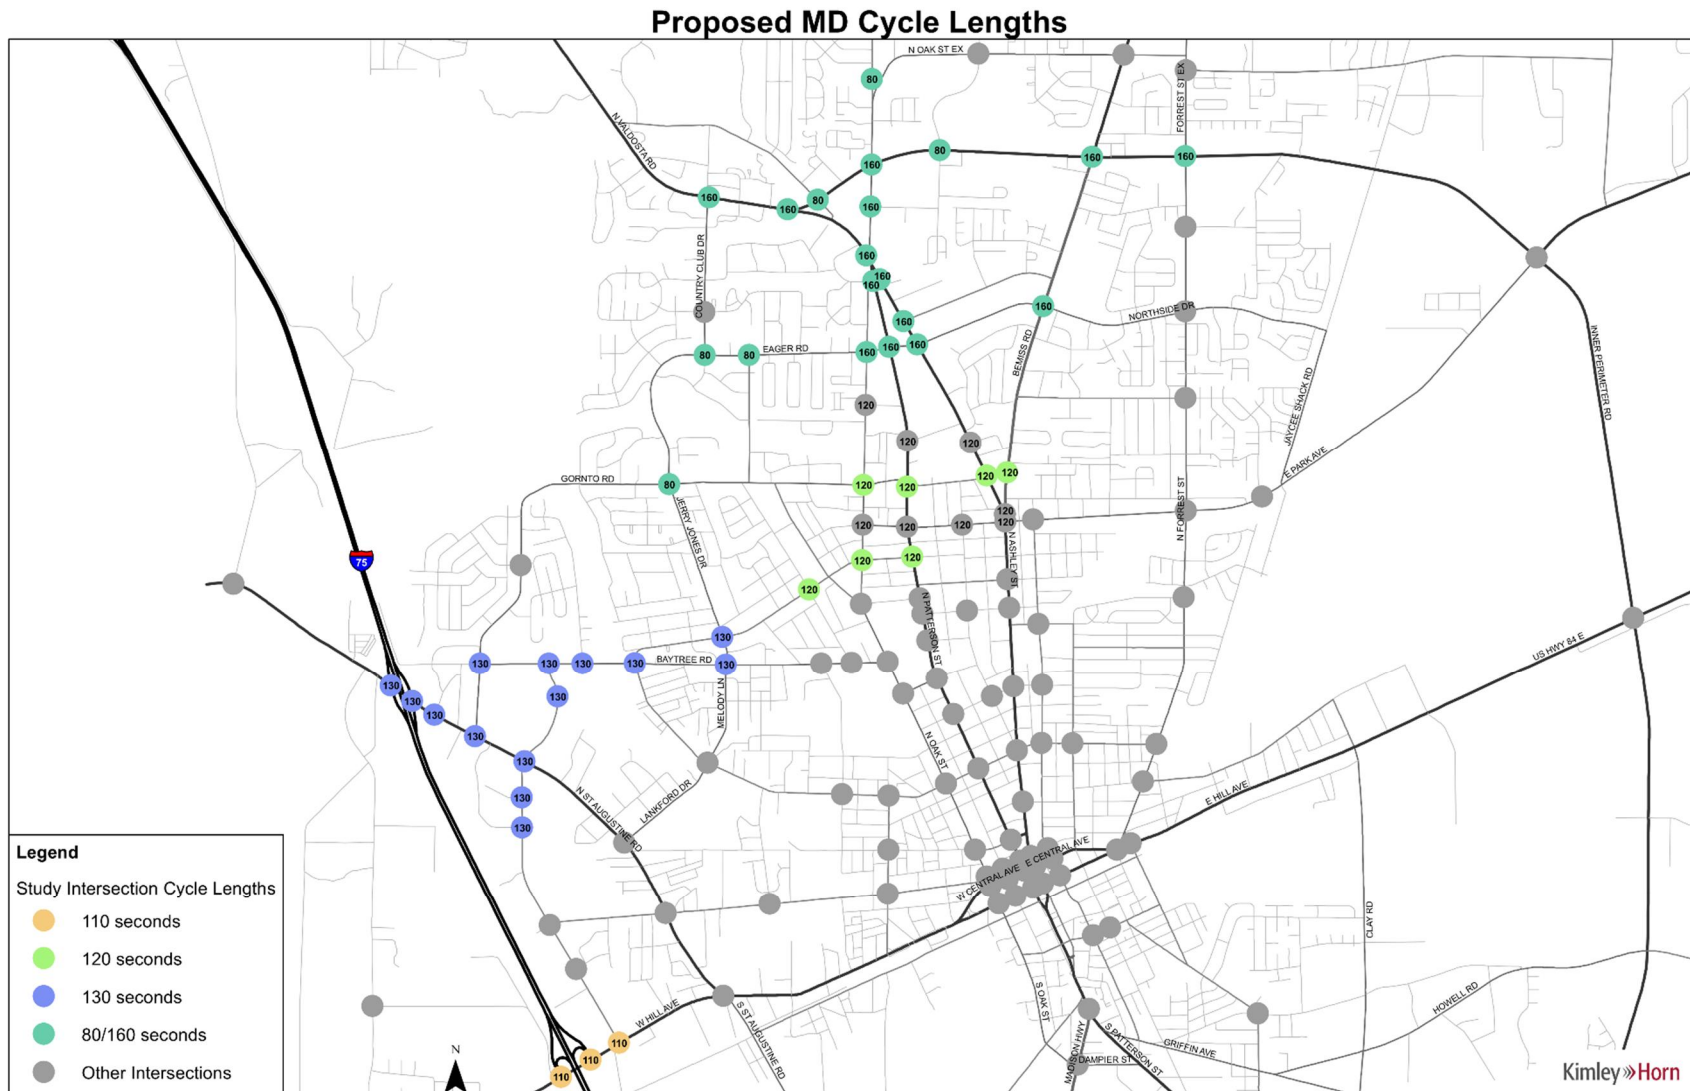 Proposed MD Cycle Lengths
N OAK ST EX
80
FORREST ST EX
N VALDOSTA RD
160
80
160
160
160
160
80
160
COUNTRY CLUB DR
160
160
160
160
160
NORTHSIDE DR
160
80
80
EAGER RD
160
160
160
BEMISS RD
INNER PERIMETER RD
JAYCEE SHACK RD
120
120
120
E PARK AVE
GORNTO RD
80
120
120
120
120
JERRY JONES DR
N FORREST ST
120
120
120
120
120
N ASHLEY ST
75
120
120
120
N PATTERSON ST
130
US HWY 84 E
130
130
130
130
BAYTREE RD
130
130
130
130
130
MELODY LN
130
130
N OAK ST
130
130
N ST AUGUSTINE RD
LANKFORD DR
E HILL AVE
W CENTRAL AVE
E CENTRAL AVE
CLAY RD
W HILL AVE
S ST AUGUSTINE RD
S OAK ST
MADISON HWY
S PATTERSON ST
DAMPIER ST
GRIFFIN AVE
HOWELL RD
110
110
110
Legend
Study Intersection Cycle Lengths
110 seconds
120 seconds
130 seconds
80/160 seconds
Other Intersections
N
Kimley»Horn